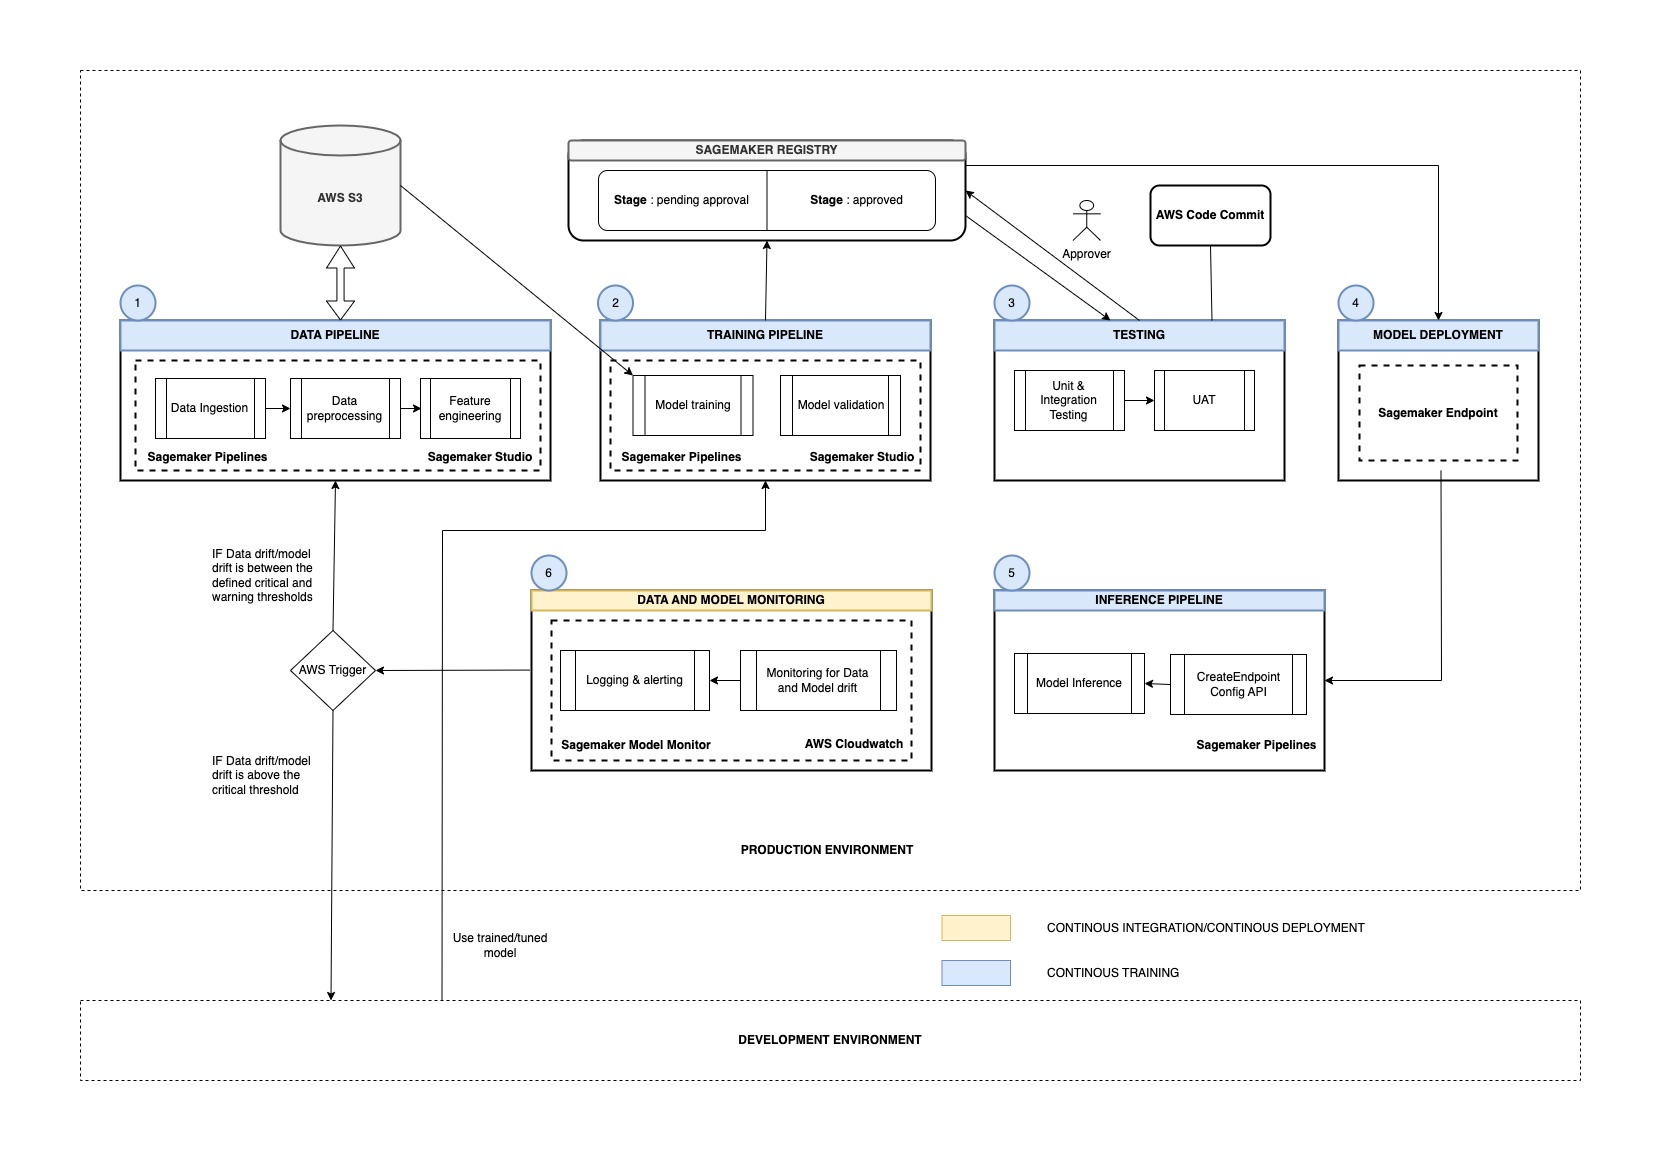 AWS S3
SAGEMAKER REGISTRY
Stage : pending approval
Stage : approved
Approver
AWS Code Commit
1
DATA PIPELINE
Data Ingestion
Data
preprocessing
Feature
engineering
Sagemaker Pipelines
Sagemaker Studio
2
TRAINING PIPELINE
Model training
Model validation
Sagemaker Pipelines
Sagemaker Studio
3
TESTING
Unit &
Integration
Testing
UAT
4
MODEL DEPLOYMENT
Sagemaker Endpoint
IF Data drift/model
drift is between the
defined critical and
warning thresholds
AWS Trigger
IF Data drift/model
drift is above the
critical threshold
6
DATA AND MODEL MONITORING
Logging & alerting
Monitoring for Data
and Model drift
Sagemaker Model Monitor
AWS Cloudwatch
5
INFERENCE PIPELINE
Model Inference
CreateEndpoint
Config API
Sagemaker Pipelines
PRODUCTION ENVIRONMENT
Use trained/tuned
model
CONTINOUS INTEGRATION/CONTINOUS DEPLOYMENT
CONTINOUS TRAINING
DEVELOPMENT ENVIRONMENT